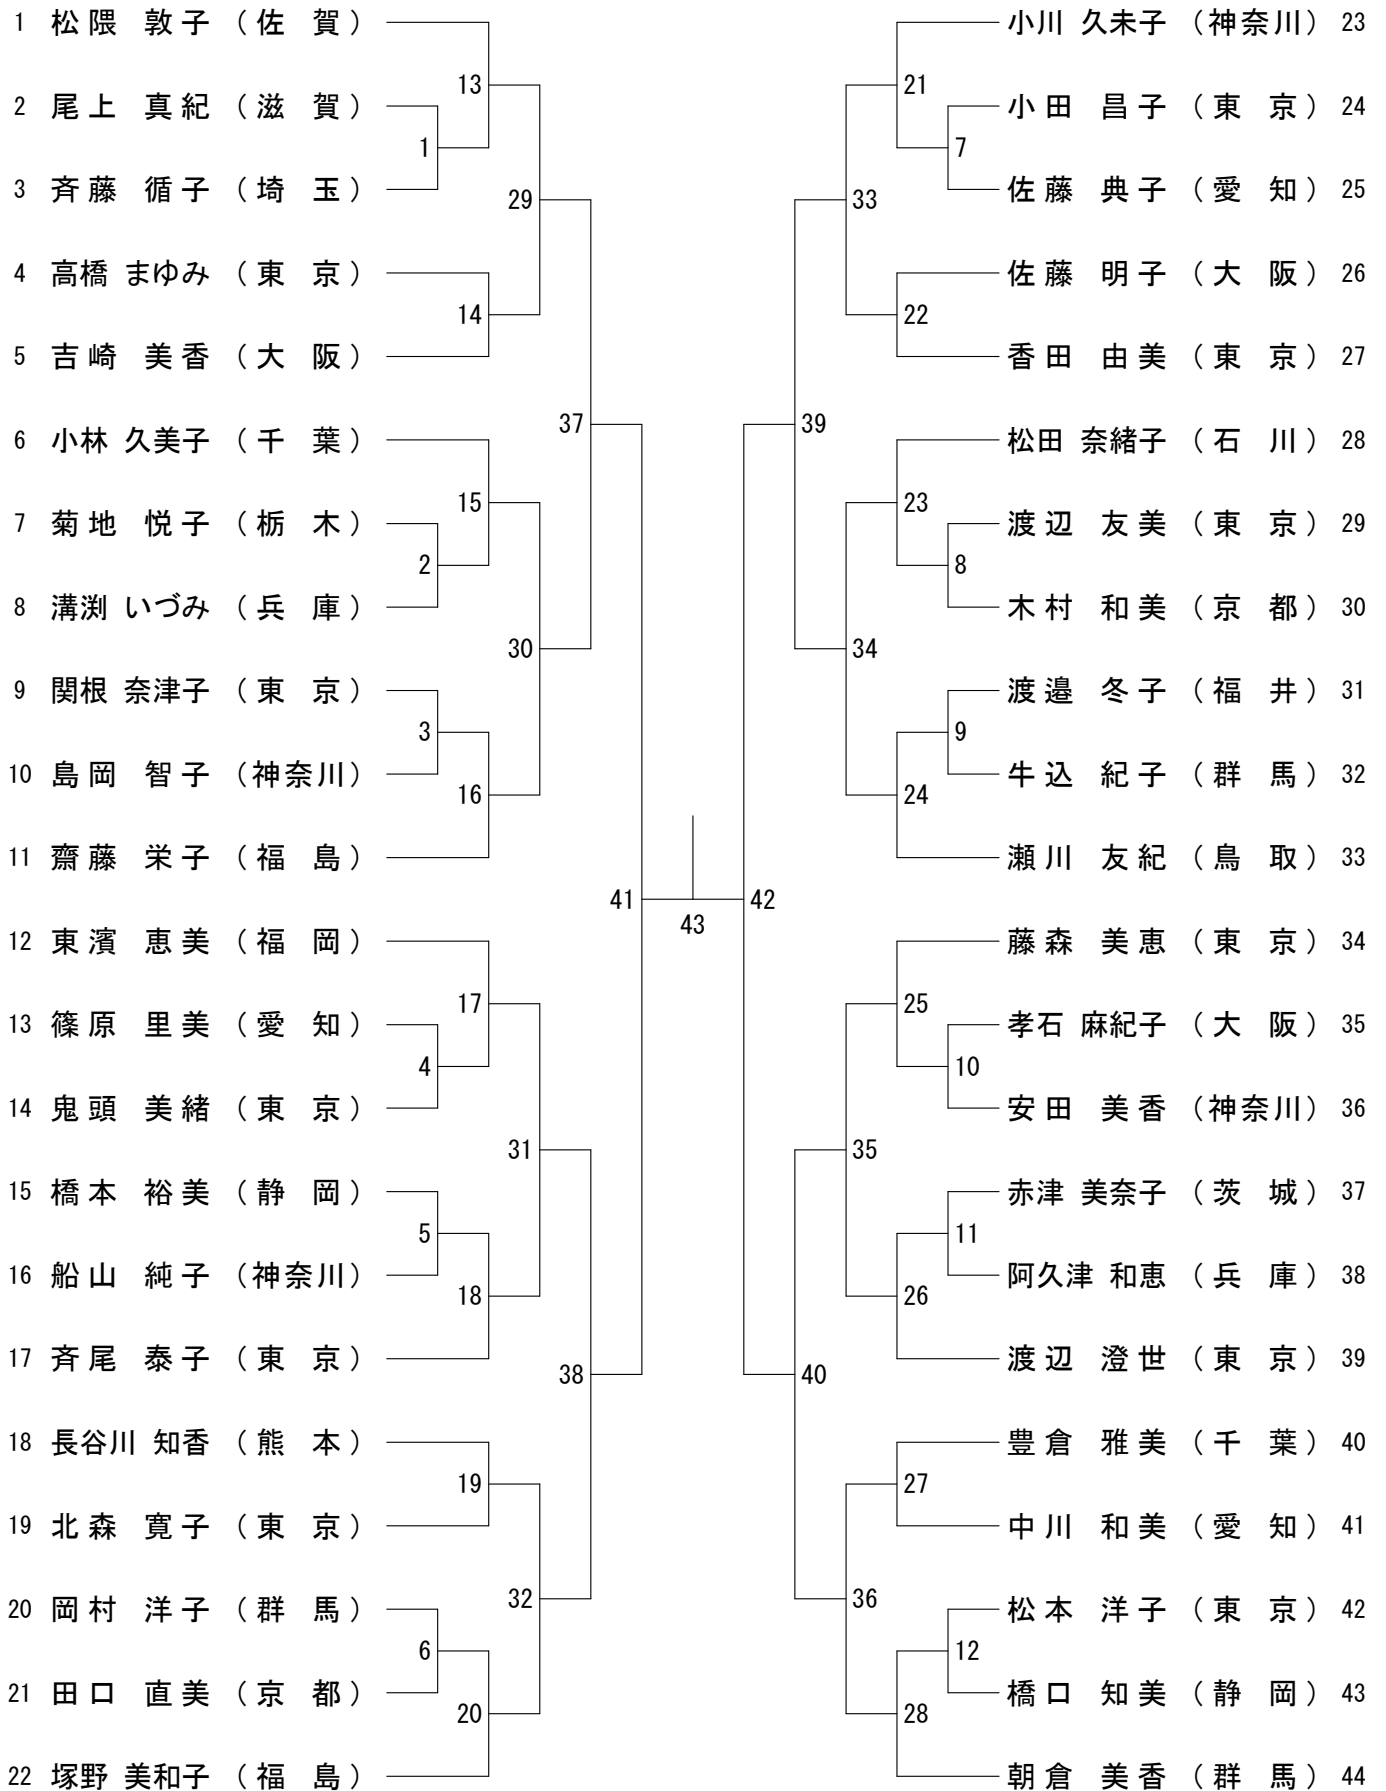 1 松隈 敦子 （佐 賀）
2 尾上 真紀 （滋 賀）
3 斉藤 循子 （埼 玉）
4 高橋 まゆみ （東 京）
5 吉崎 美香 （大 阪）
6 小林 久美子 （千 葉）
7 菊地 悦子 （栃 木）
8 溝渕 いづみ （兵 庫）
9 関根 奈津子 （東 京）
10 島岡 智子 （神奈川）
11 齋藤 栄子 （福 島）
12 東濱 恵美 （福 岡）
13 篠原 里美 （愛 知）
14 鬼頭 美緒 （東 京）
15 橋本 裕美 （静 岡）
16 船山 純子 （神奈川）
17 斉尾 泰子 （東 京）
18 長谷川 知香 （熊 本）
19 北森 寛子 （東 京）
20 岡村 洋子 （群 馬）
21 田口 直美 （京 都）
22 塚野 美和子 （福 島）
1
2
3
4
5
6
13
14
15
16
17
18
19
20
29
30
31
32
37
38
41
43
42
39
40
33
34
35
36
21
22
23
24
25
26
27
28
7
8
9
10
11
12
小川 久未子 （神奈川） 23
小田 昌子 （東 京） 24
佐藤 典子 （愛 知） 25
佐藤 明子 （大 阪） 26
香田 由美 （東 京） 27
松田 奈緒子 （石 川） 28
渡辺 友美 （東 京） 29
木村 和美 （京 都） 30
渡邉 冬子 （福 井） 31
牛込 紀子 （群 馬） 32
瀬川 友紀 （鳥 取） 33
藤森 美恵 （東 京） 34
孝石 麻紀子 （大 阪） 35
安田 美香 （神奈川） 36
赤津 美奈子 （茨 城） 37
阿久津 和恵 （兵 庫） 38
渡辺 澄世 （東 京） 39
豊倉 雅美 （千 葉） 40
中川 和美 （愛 知） 41
松本 洋子 （東 京） 42
橋口 知美 （静 岡） 43
朝倉 美香 （群 馬） 44